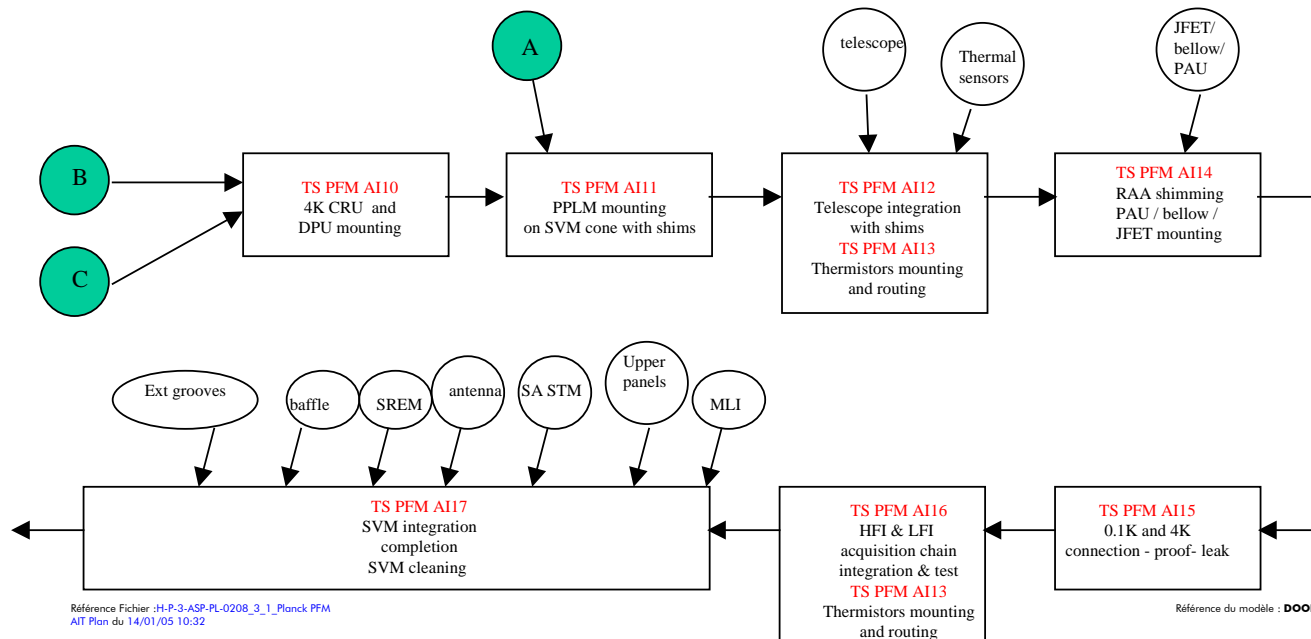 A
telescope
Thermal
sensors
JFET/
bellow/
PAU
B
C
TS PFM AI10
4K CRU and
DPU mounting
TS PFM AI11
PPLM mounting
on SVM cone with shims
TS PFM AI12
Telescope integration
with shims
TS PFM AI13
Thermistors mounting
and routing
TS PFM AI14
RAA shimming
PAU / bellow /
JFET mounting
Ext grooves
baffle
SREM
antenna
SA STM
Upper
panels
MLI
TS PFM AI17
SVM integration
completion
SVM cleaning
TS PFM AI16
HFI & LFI
acquisition chain
integration & test
TS PFM AI13
Thermistors mounting
and routing
TS PFM AI15
0.1K and 4K
connection - proof- leak
Référence Fichier :H-P-3-ASP-PL-0208_3_1_Planck PFM
AIT Plan du 14/01/05 10:32
Référence du modèle :